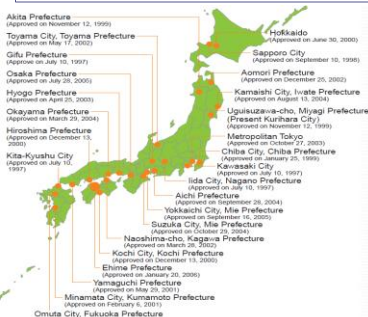 Akita Prefecture
(Approved on November 12, 1999)
Toyama City, Toyama Prefecture
(Approved on May 17, 2002)
Gifu Prefecture
(Approve on July 10, 1997)
Osaka Prefecture
(Approved on July 28, 2005)
Hyogo Prefecture
(Approved on April 25, 2003)
Okayama Prefecture
(Approved on March 29, 2004)
Hiroshima Prefecture
(Approved on December 13,
2000)
Kita-Kyushu City
(Approved on July 10,
1997)
Hokkaido
(Approved on June 30, 2000)
Sapporo City
(Approved on September 10, 1998)
Aomori Prefecture
(Approved on December 25, 2002)
Kamaishi City, Iwate Prefecture
(Approved on August 13, 2004)
Uguisuzawa-cho, Miyagi Prefecture
(Present Kurihara City)
(Approved on November 12, 1999)
Metropolitan Tokyo
(Approved on October 27, 2003)
Chiba City, Chiba Prefecture
(Approved on January 25, 1999)
Kawasaki City
(Approved on July 10, 1997)
Iida City, Nagano Prefecture
(Approved on July 10, 1997)
Aichi Prefecture
(Approved on September 28, 2004)
Yokkaichi City, Mie Prefecture
(Approved on September 16, 2005)
Suzuka City, Mie Prefecture
(Approved on October 29, 2004)
Naoshima-cho, Kagawa Prefecture
(Approved on March 28, 2002)
Kochi City, Kochi Prefecture
(Approved on December 13, 2000)
Ehime Prefecture
(Approved on January 20, 2006)
Yamaguchi Prefecture
(Approved on May 29, 2001)
Minamata City, Kumamoto Prefecture
(Approved on February 6, 2001)
Omuta City, Fukuoka Prefecture